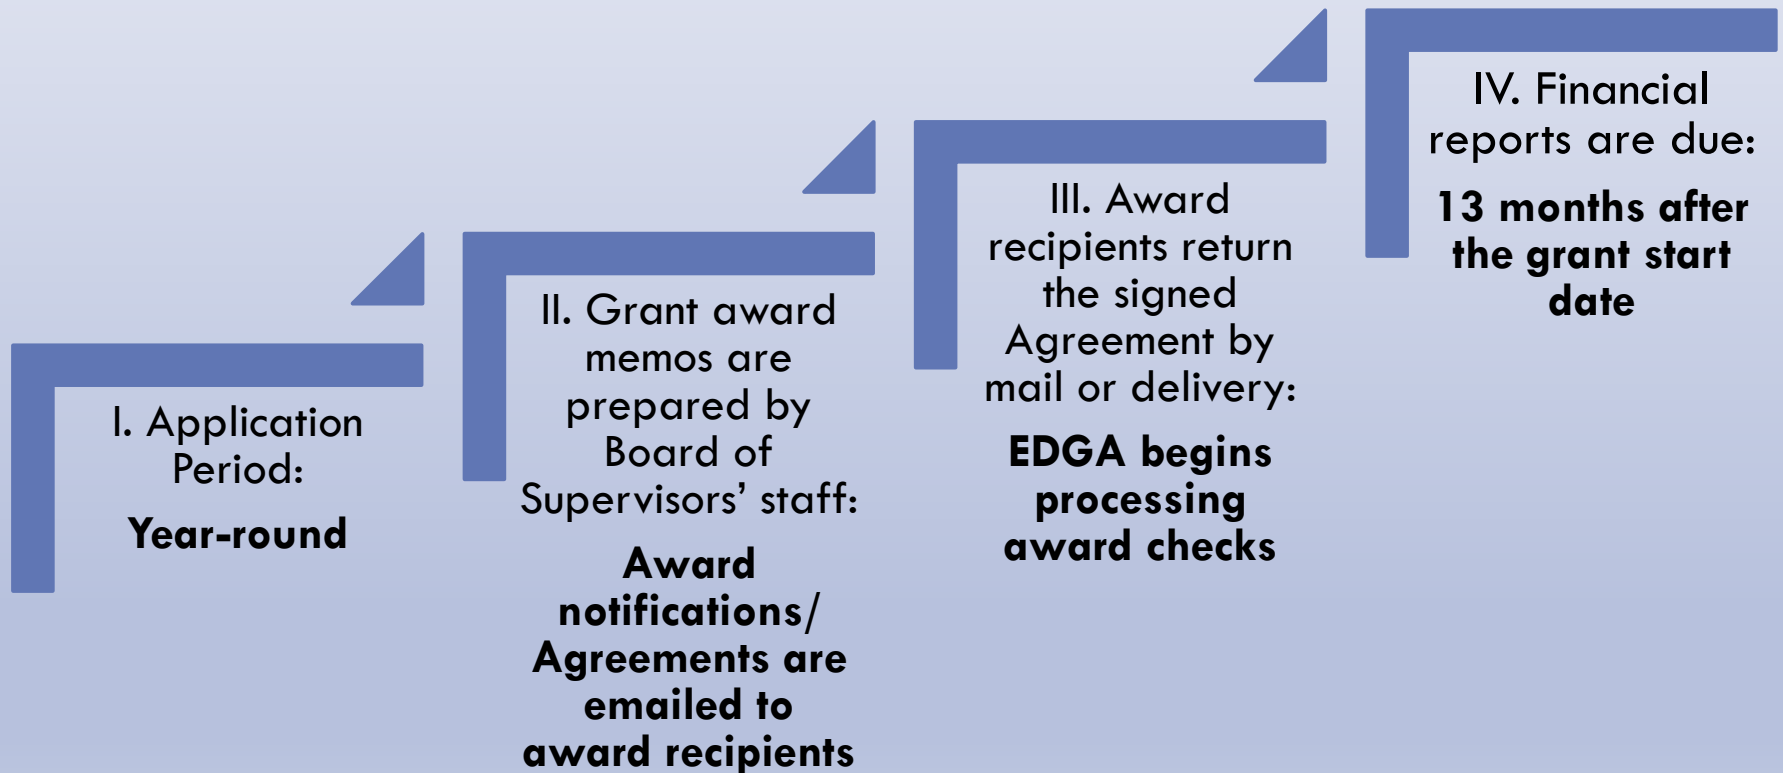 I. Application
Period:
Year-round
II. Grant award
memos are
prepared by
Board of
Supervisors’ staff:
Award
notifications/
Agreements are
emailed to
award recipients
III. Award
recipients return
the signed
Agreement by
mail or delivery:
EDGA begins
processing
award checks
IV. Financial
reports are due:
13 months after
the grant start
date